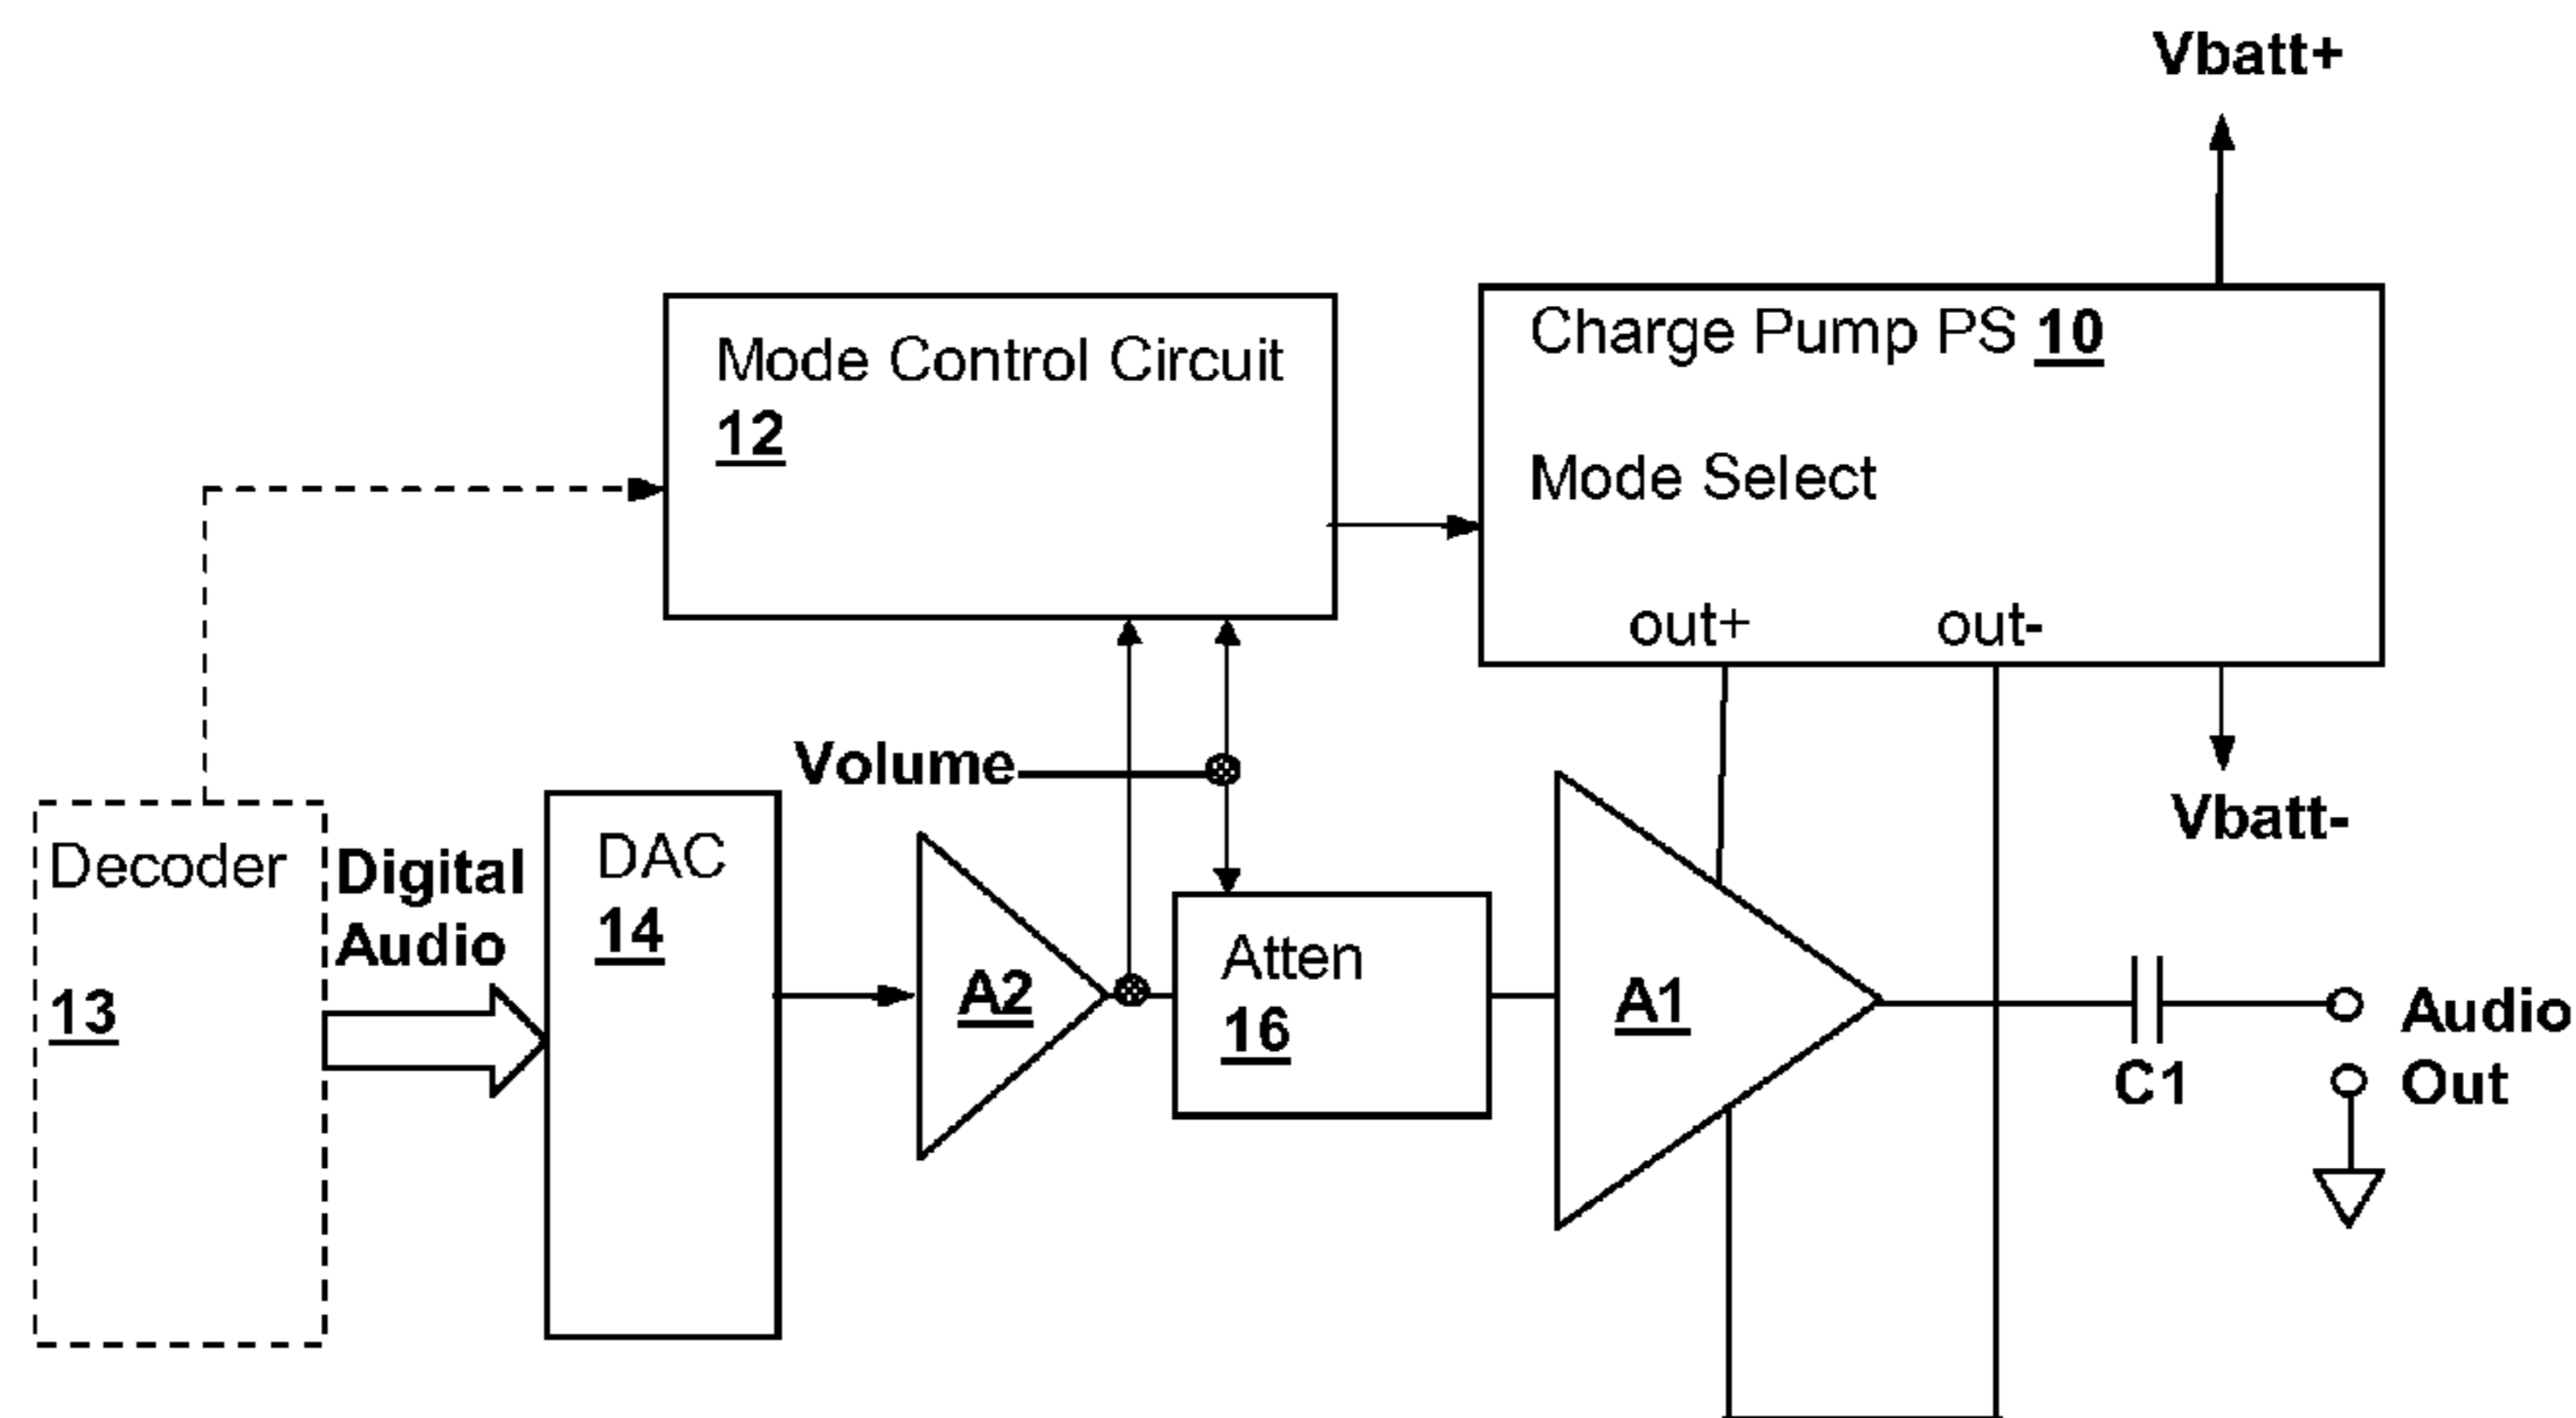 Vbatt+
Mode Control Circuit
12
Charge Pump PS 10
Mode Select
out+ out-
Volume
Vbatt-
Decoder
13
Digital
Audio
DAC
14
A2
Atten
16
A1
C1
Audio
Out